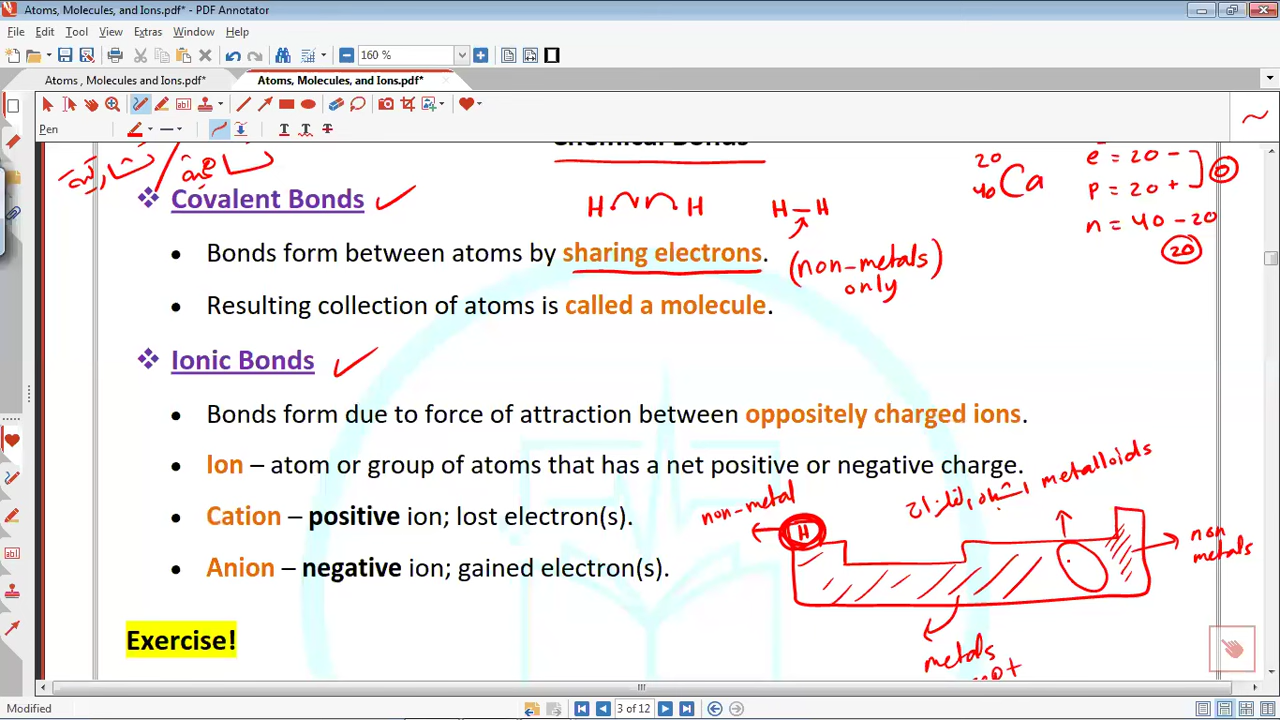 Atoms, Molecules, and Ions.pdf* - PDF Annotator
File Edit Tool View Extras Window Help
160 %
Atoms , Molecules and Ions.pdf* Atoms, Molecules, and Ions.pdf*
Pen
Chemical Bonds
20
40 Ca
e = 20 -
p = 20 +
0
n = 40 - 20
20
Covalent Bonds
H H H - H
Bonds form between atoms by sharing electrons.
(non-metals) only
Resulting collection of atoms is called a molecule.
Ionic Bonds
Bonds form due to force of attraction between oppositely charged ions.
Ion – atom or group of atoms that has a net positive or negative charge.
metalloids
Cation – positive ion; lost electron(s).
non-metal
H
non metals
Anion – negative ion; gained electron(s).
Exercise!
metals
Modified 3 of 12